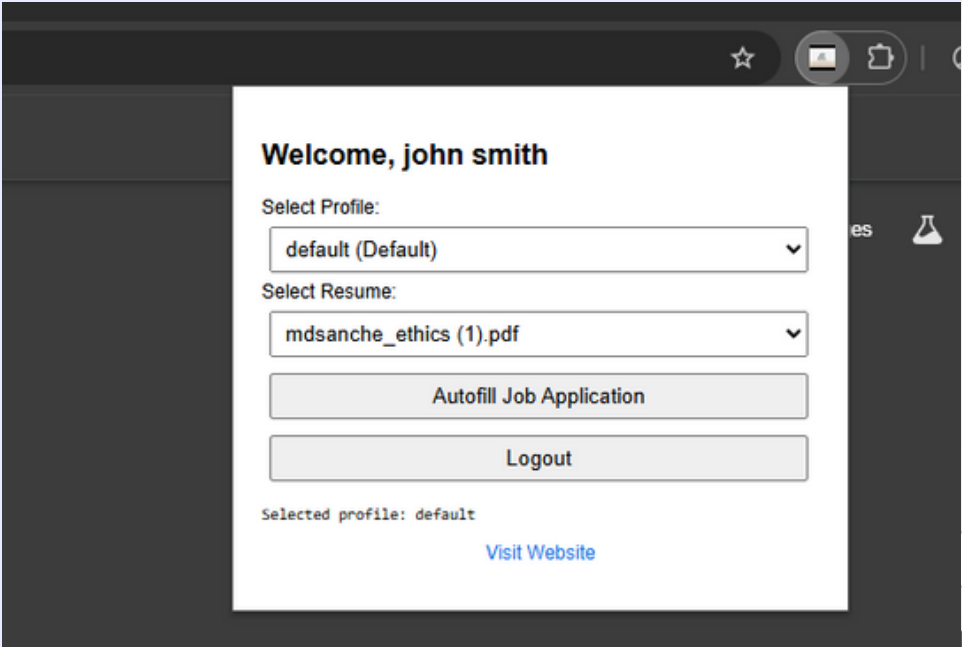 Welcome, john smith
Select Profile:
es
default (Default)
Select Resume:
mdsanche_ethics (1).pdf
Autofill Job Application
Logout
Selected profile: default
Visit Website